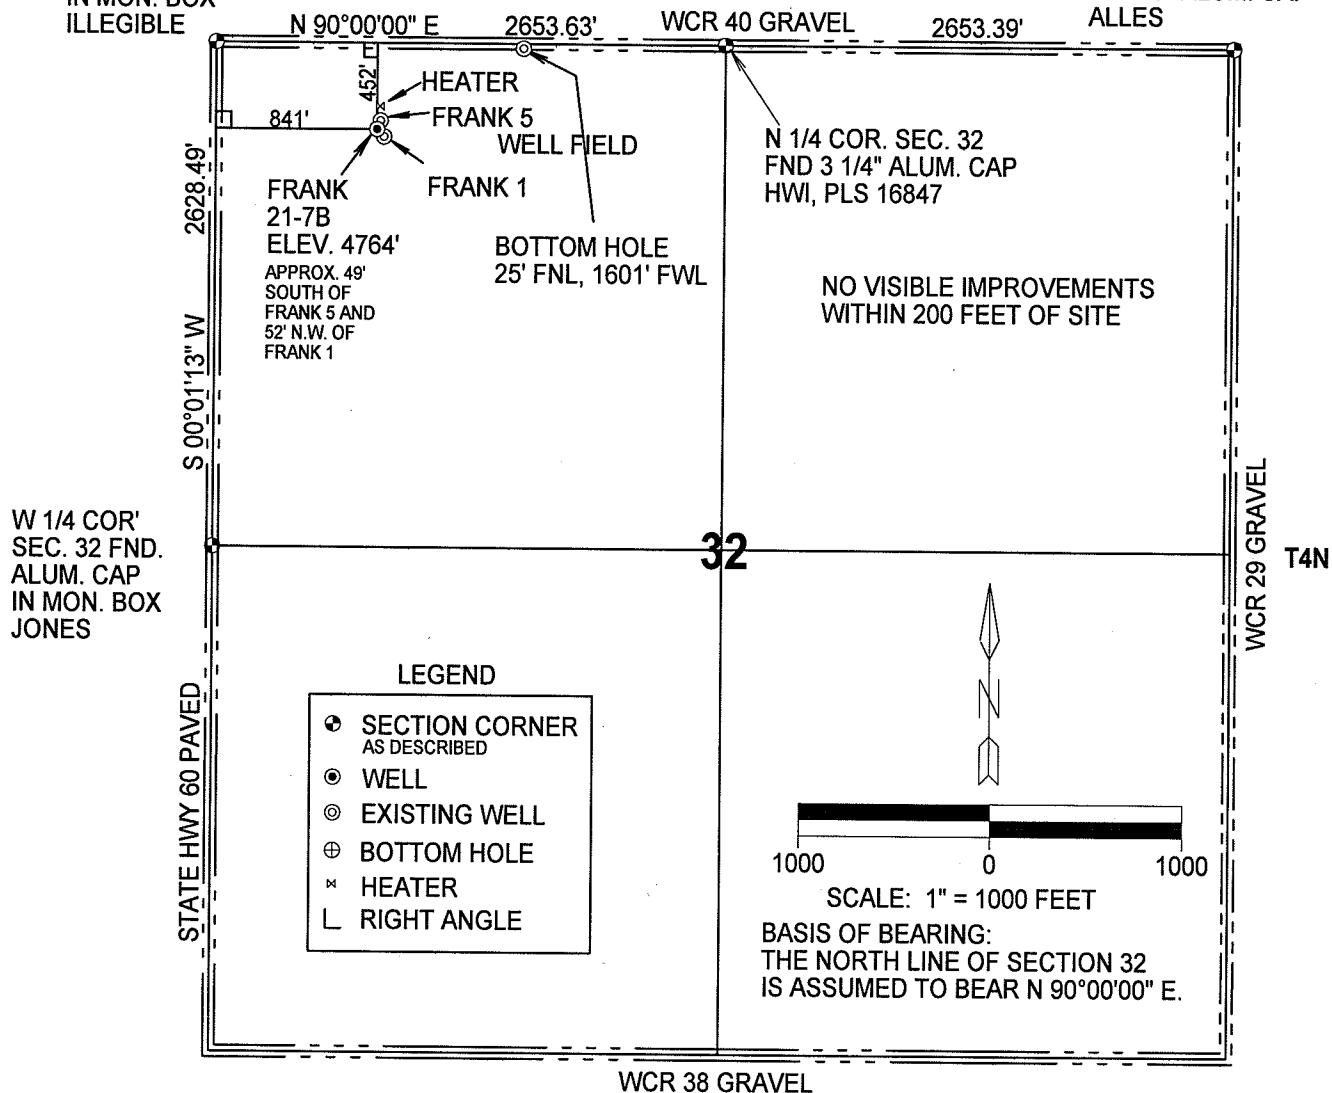 IN MON. BOX
ILLEGIBLE
N 90°00'00" E
2653.63'
WCR 40 GRAVEL
2653.39'
ALLES
452'
841'
HEATER
FRANK 5
WELL FIELD
FRANK 1
FRANK
21-7B
ELEV. 4764'
APPROX. 49'
SOUTH OF
FRANK 5 AND
52' N.W. OF
FRANK 1
BOTTOM HOLE
25' FNL, 1601' FWL
N 1/4 COR. SEC. 32
FND 3 1/4" ALUM. CAP
HWI, PLS 16847
NO VISIBLE IMPROVEMENTS
WITHIN 200 FEET OF SITE
2628.49'
S 00°01'13" W
W 1/4 COR'
SEC. 32 FND.
ALUM. CAP
IN MON. BOX
JONES
32
WCR 29 GRAVEL
T4N
STATE HWY 60 PAVED
LEGEND
SECTION CORNER
AS DESCRIBED
WELL
EXISTING WELL
BOTTOM HOLE
HEATER
RIGHT ANGLE
N
1000 0 1000
SCALE: 1" = 1000 FEET
BASIS OF BEARING:
THE NORTH LINE OF SECTION 32
IS ASSUMED TO BEAR N 90°00'00" E.
WCR 38 GRAVEL